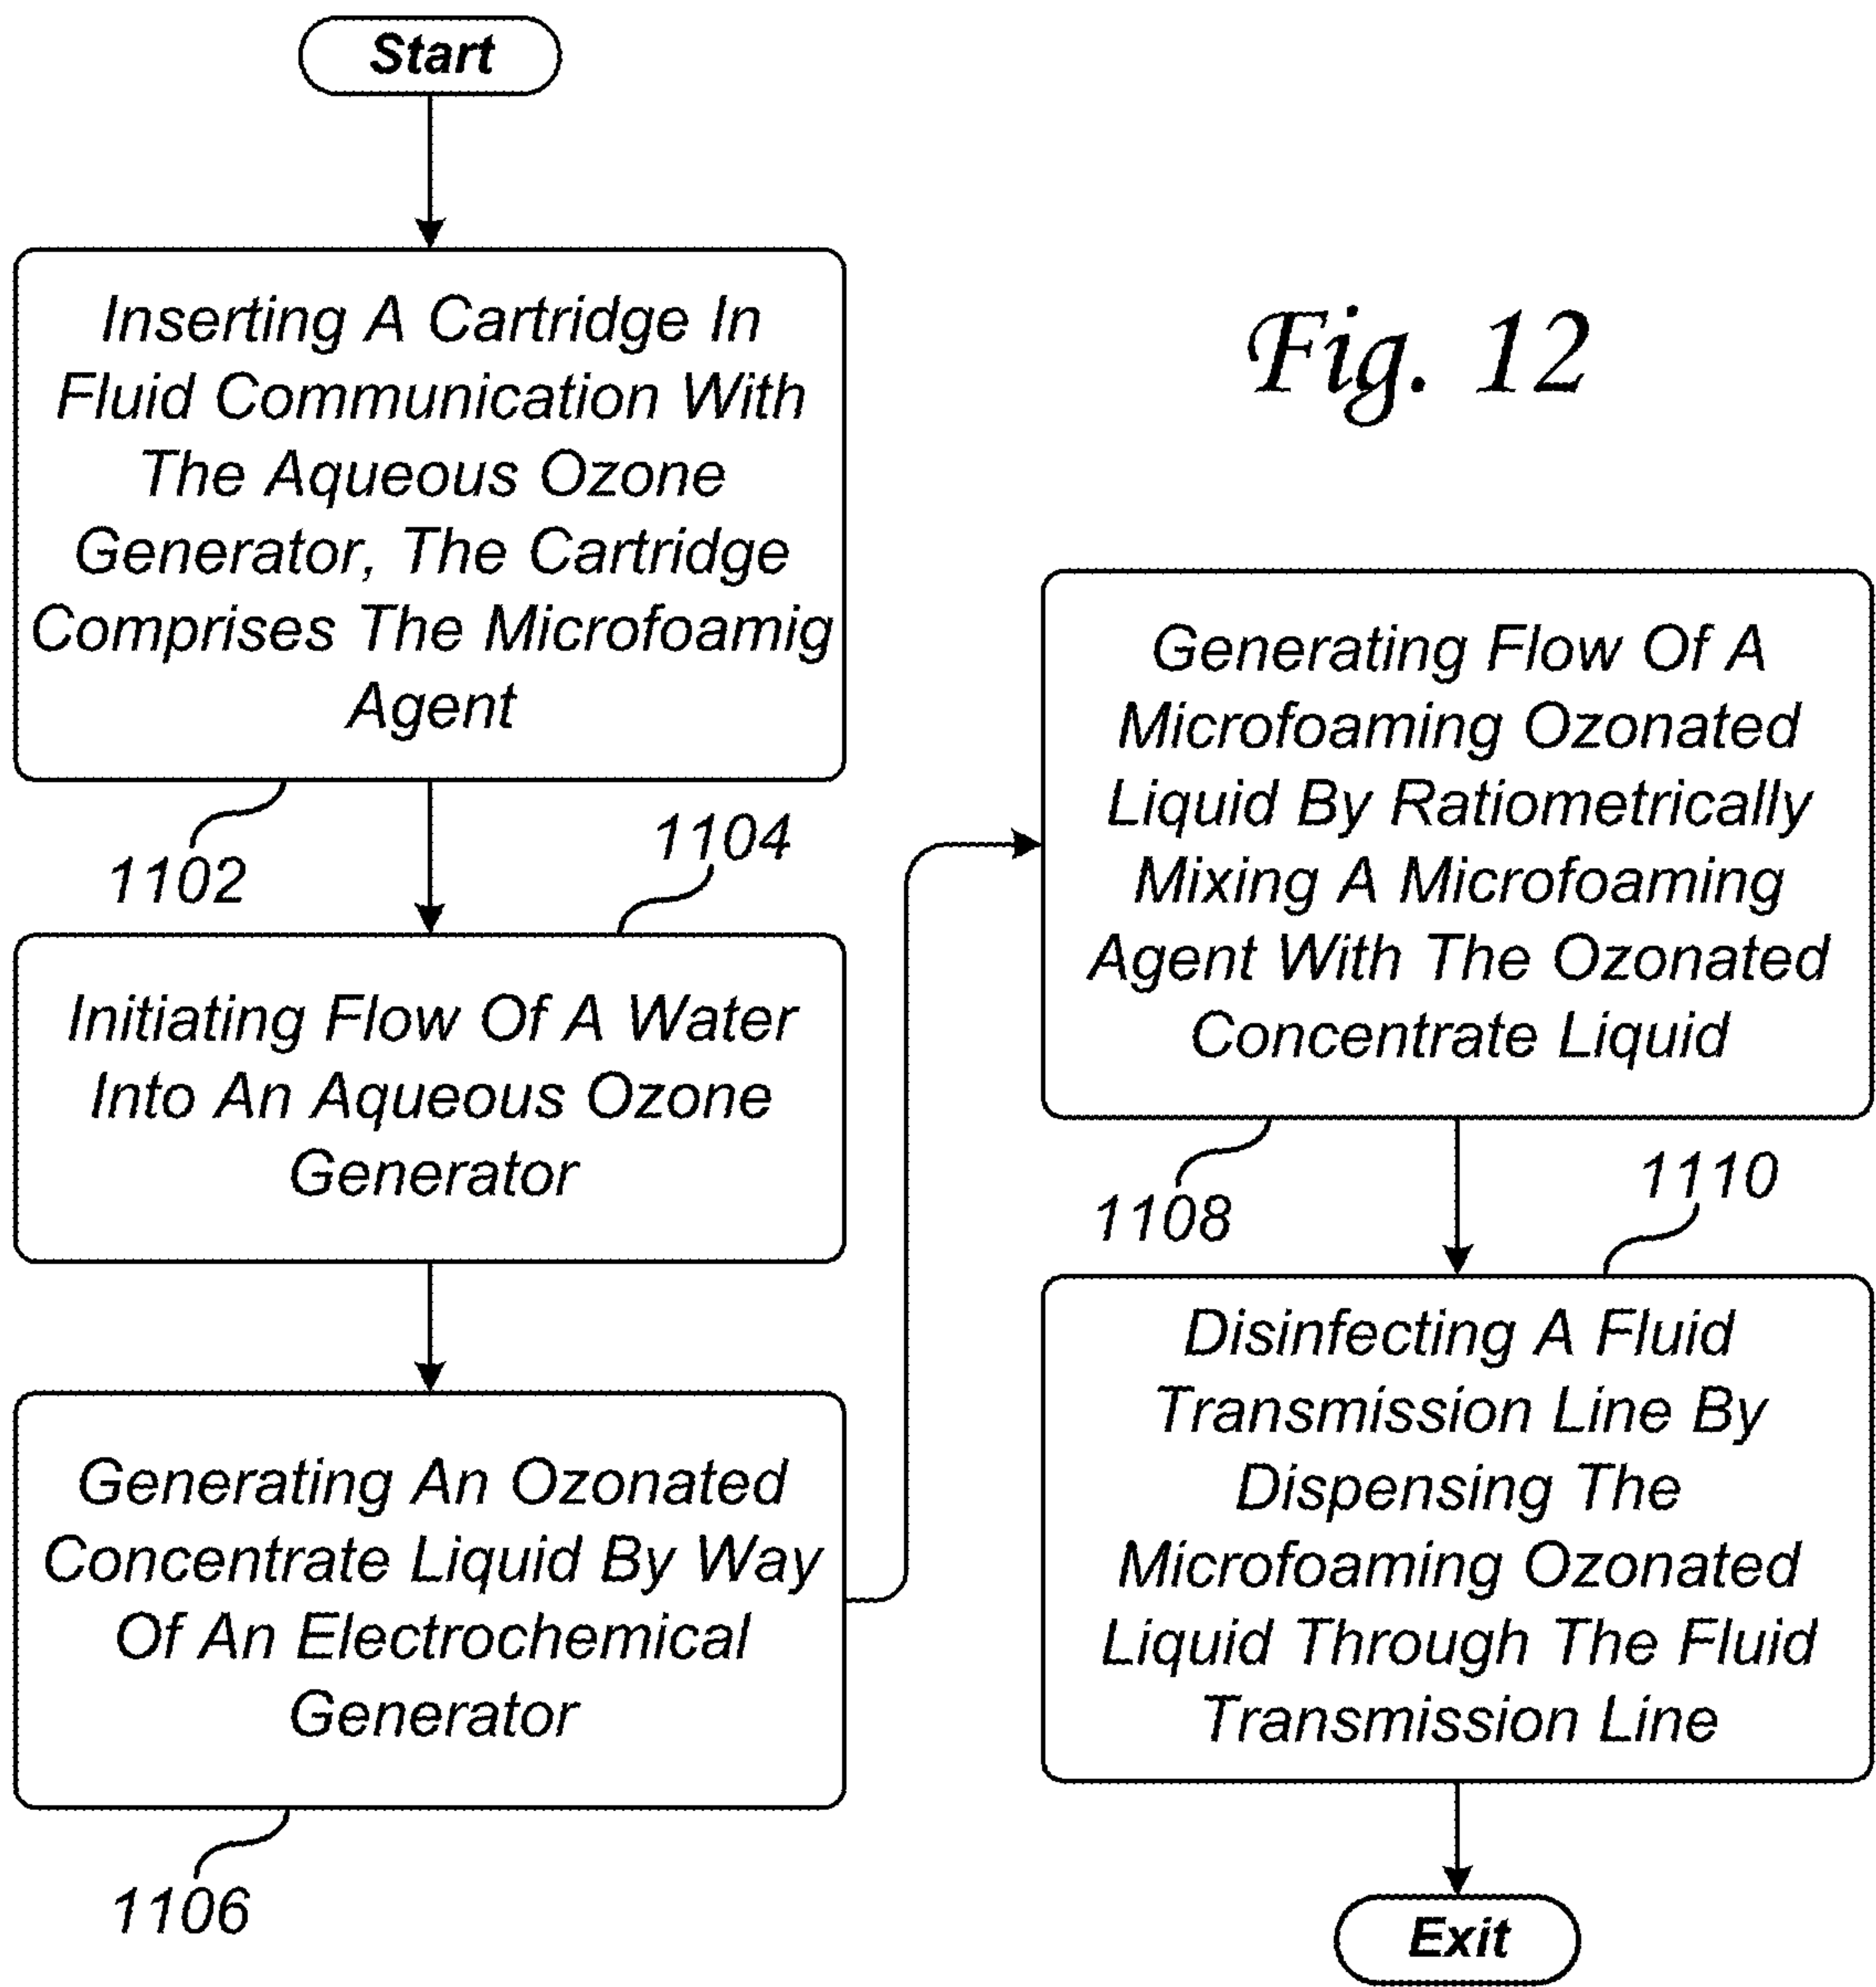 Start
Inserting A Cartridge In
Fluid Communication With
The Aqueous Ozone
Generator, The Cartridge
Comprises The Microfoamig
Agent
1102
1104
Initiating Flow Of A Water
Into An Aqueous Ozone
Generator
Generating An Ozonated
Concentrate Liquid By Way
Of An Electrochemical
Generator
1106
Fig. 12
Generating Flow Of A
Microfoaming Ozonated
Liquid By Ratiometrically
Mixing A Microfoaming
Agent With The Ozonated
Concentrate Liquid
1108
1110
Disinfecting A Fluid
Transmission Line By
Dispensing The
Microfoaming Ozonated
Liquid Through The Fluid
Transmission Line
Exit